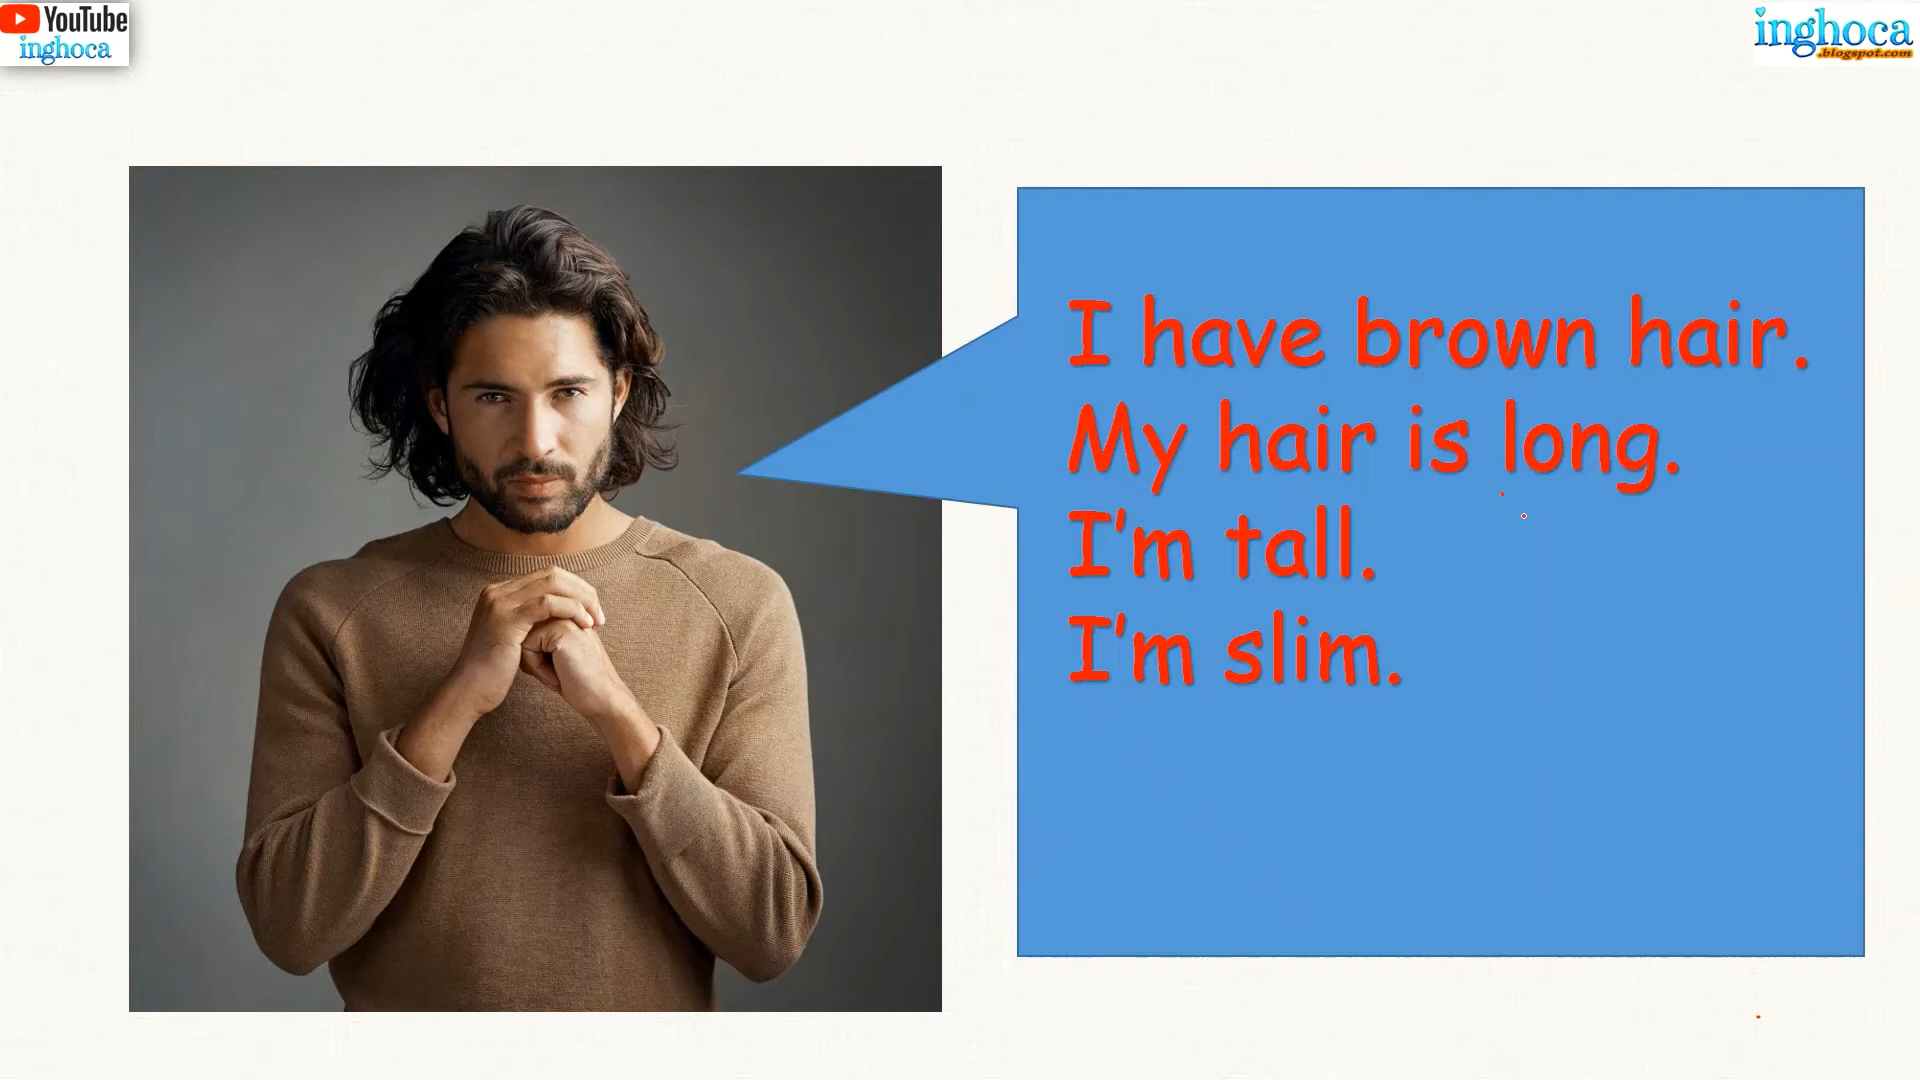 YouTube
inghoca
inghoca
.blogspot.com
I have brown hair.
My hair is long.
I'm tall.
I'm slim.